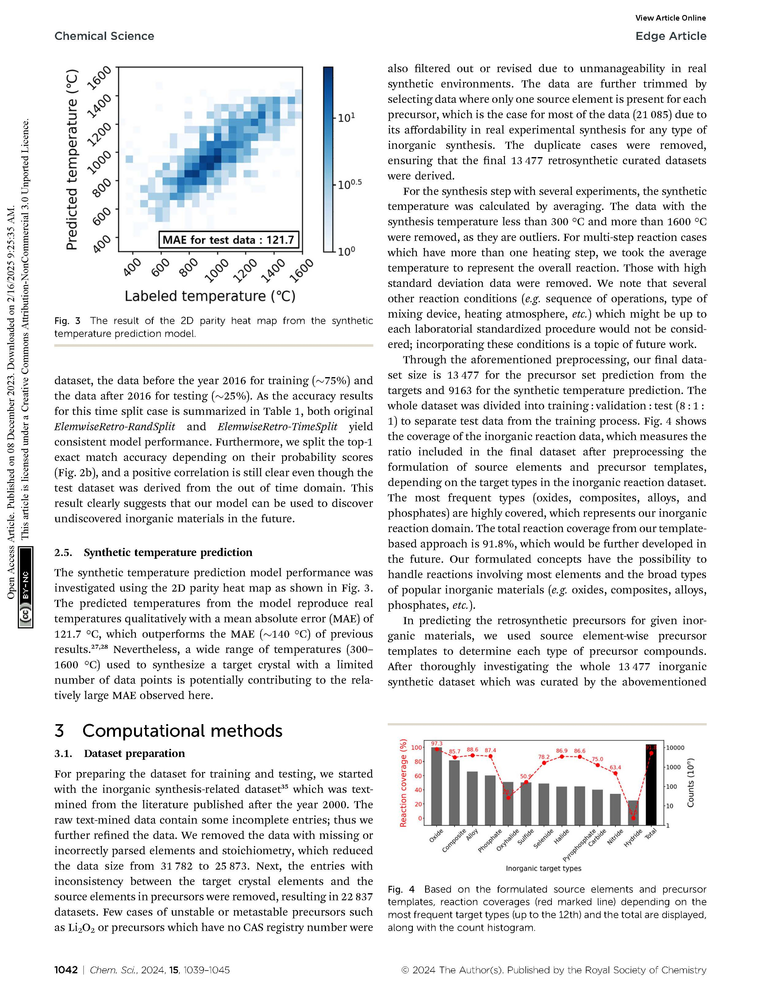 View Article Online
Chemical Science
Edge Article
Open Access Article. Published on 08 December 2023. Downloaded on 2/16/2025 9:25:35 AM.
This article is licensed under a Creative Commons Attribution-NonCommercial 3.0 Unported Licence.
(cc) BY-NC
Predicted temperature (°C)
1600
1400
1200
1000
800
600
400
MAE for test data : 121.7
400
600
800
1000
1200
1400
1600
Labeled temperature (°C)
10¹
10⁰·⁵
10⁰
Fig. 3 The result of the 2D parity heat map from the synthetic
temperature prediction model.
dataset, the data before the year 2016 for training (~75%) and
the data after 2016 for testing (~25%). As the accuracy results
for this time split case is summarized in Table 1, both original
ElemwiseRetro-RandSplit and ElemwiseRetro-TimeSplit yield
consistent model performance. Furthermore, we split the top-1
exact match accuracy depending on their probability scores
(Fig. 2b), and a positive correlation is still clear even though the
test dataset was derived from the out of time domain. This
result clearly suggests that our model can be used to discover
undiscovered inorganic materials in the future.
2.5. Synthetic temperature prediction
The synthetic temperature prediction model performance was
investigated using the 2D parity heat map as shown in Fig. 3.
The predicted temperatures from the model reproduce real
temperatures qualitatively with a mean absolute error (MAE) of
121.7 °C, which outperforms the MAE (~140 °C) of previous
results.²⁷,²⁸ Nevertheless, a wide range of temperatures (300–
1600 °C) used to synthesize a target crystal with a limited
number of data points is potentially contributing to the rela-
tively large MAE observed here.
3 Computational methods
3.1. Dataset preparation
For preparing the dataset for training and testing, we started
with the inorganic synthesis-related dataset³⁵ which was text-
mined from the literature published after the year 2000. The
raw text-mined data contain some incomplete entries; thus we
further refined the data. We removed the data with missing or
incorrectly parsed elements and stoichiometry, which reduced
the data size from 31 782 to 25 873. Next, the entries with
inconsistency between the target crystal elements and the
source elements in precursors were removed, resulting in 22 837
datasets. Few cases of unstable or metastable precursors such
as Li₂O₂ or precursors which have no CAS registry number were
also filtered out or revised due to unmanageability in real
synthetic environments. The data are further trimmed by
selecting data where only one source element is present for each
precursor, which is the case for most of the data (21 085) due to
its affordability in real experimental synthesis for any type of
inorganic synthesis. The duplicate cases were removed,
ensuring that the final 13 477 retrosynthetic curated datasets
were derived.
For the synthesis step with several experiments, the synthetic
temperature was calculated by averaging. The data with the
synthesis temperature less than 300 °C and more than 1600 °C
were removed, as they are outliers. For multi-step reaction cases
which have more than one heating step, we took the average
temperature to represent the overall reaction. Those with high
standard deviation data were removed. We note that several
other reaction conditions (e.g. sequence of operations, type of
mixing device, heating atmosphere, etc.) which might be up to
each laboratorial standardized procedure would not be consid-
ered; incorporating these conditions is a topic of future work.
Through the aforementioned preprocessing, our final data-
set size is 13 477 for the precursor set prediction from the
targets and 9163 for the synthetic temperature prediction. The
whole dataset was divided into training : validation : test (8 : 1 :
1) to separate test data from the training process. Fig. 4 shows
the coverage of the inorganic reaction data, which measures the
ratio included in the final dataset after preprocessing the
formulation of source elements and precursor templates,
depending on the target types in the inorganic reaction dataset.
The most frequent types (oxides, composites, alloys, and
phosphates) are highly covered, which represents our inorganic
reaction domain. The total reaction coverage from our template-
based approach is 91.8%, which would be further developed in
the future. Our formulated concepts have the possibility to
handle reactions involving most elements and the broad types
of popular inorganic materials (e.g. oxides, composites, alloys,
phosphates, etc.).
In predicting the retrosynthetic precursors for given inor-
ganic materials, we used source element-wise precursor
templates to determine each type of precursor compounds.
After thoroughly investigating the whole 13 477 inorganic
synthetic dataset which was curated by the abovementioned
Reaction coverage (%)
100
80
60
40
20
0
97.3
85.7
88.6
87.4
50.9
78.2
86.9
86.6
75.0
63.4
0.0
91.8
10000
1000
100
10
1
Counts (10ⁿ)
Oxide
Composite
Alloy
Phosphate
Oxyhalide
Sulfide
Selenide
Halide
Pyrophosphate
Carbide
Nitride
Hydride
Total
Inorganic target types
Fig. 4 Based on the formulated source elements and precursor
templates, reaction coverages (red marked line) depending on the
most frequent target types (up to the 12th) and the total are displayed,
along with the count histogram.
1042 | Chem. Sci., 2024, 15, 1039–1045
© 2024 The Author(s). Published by the Royal Society of Chemistry